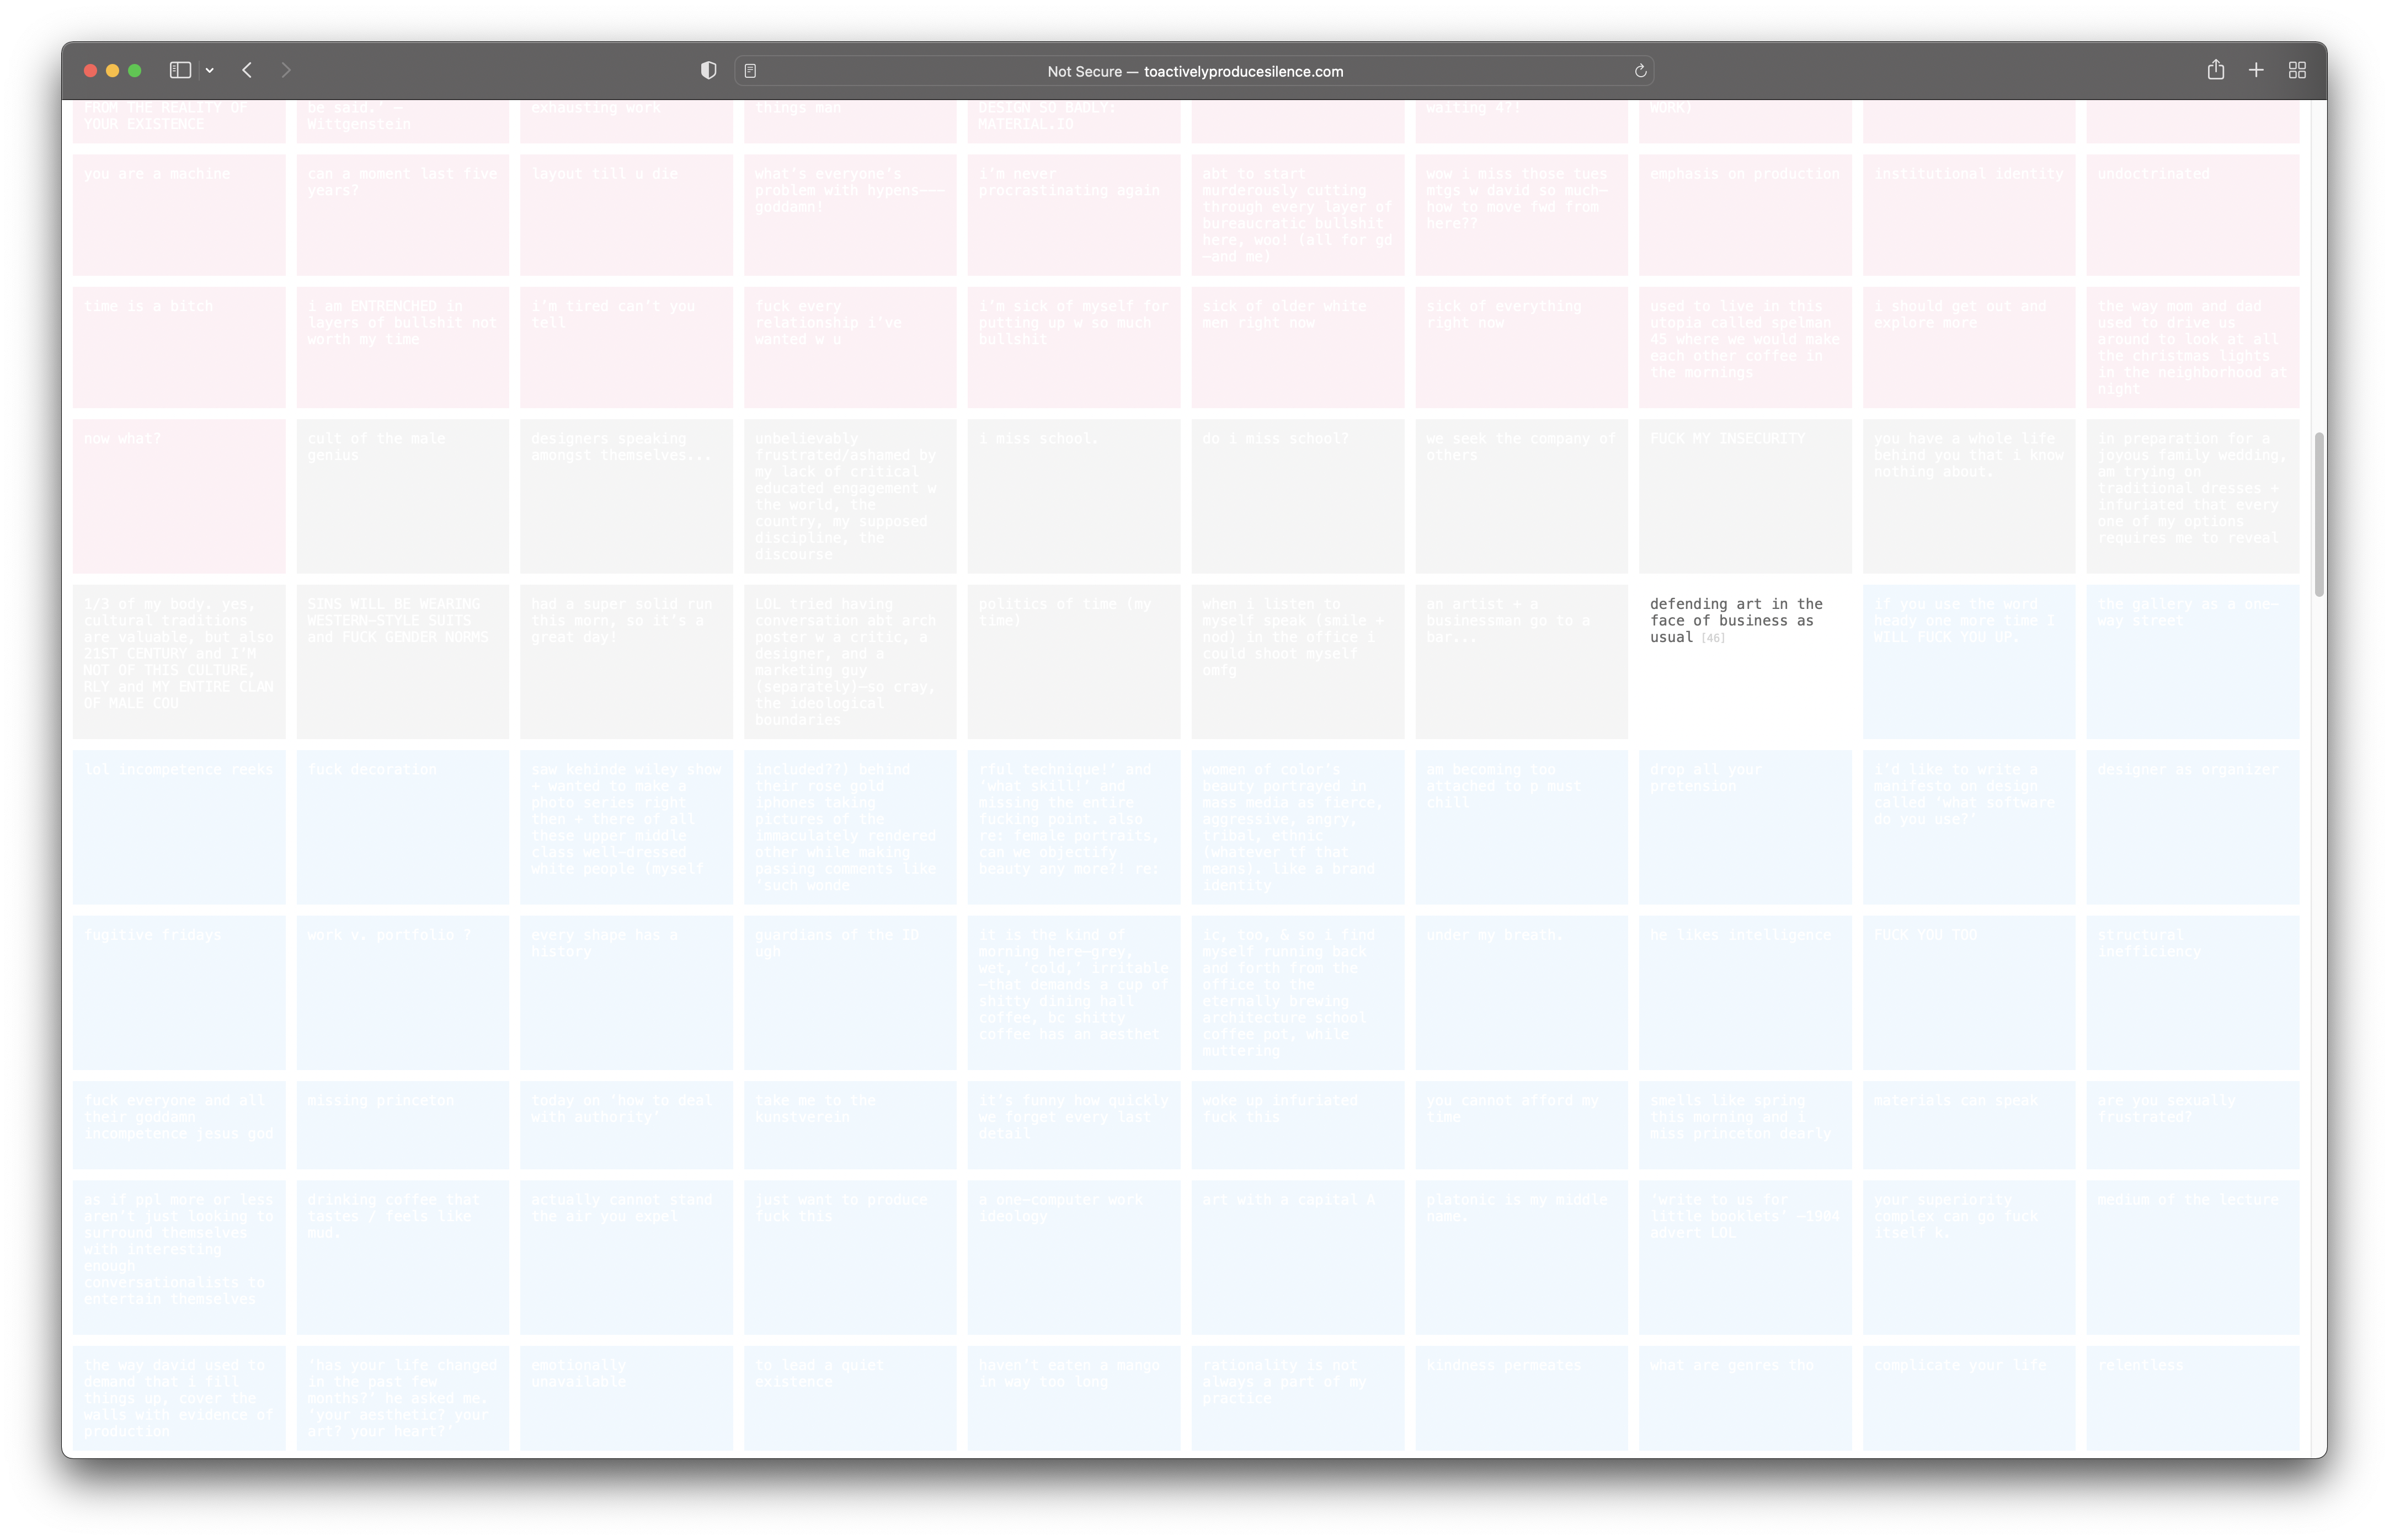 Not Secure — toactivelyproducesilence.com
FROM THE REALITY OF
YOUR EXISTENCE
be said.' –
Wittgenstein
exhausting work
things man
DESIGN SO BADLY:
MATERIAL.IO
waiting 4?!
WORK!
you are a machine
can a moment last five
years?
layout till u die
what's everyone's
problem with hypens———
goddamn!
i'm never
procrastinating again
abt to start
murderously cutting
through every layer of
bureaucratic bullshit
here, woo! (all for gd
—and me)
wow i miss those tues
mtgs w david so much—
how to move fwd from
here??
emphasis on production
institutional identity
undoctrinated
time is a bitch
i am ENTRENCHED in
layers of bullshit not
worth my time
i'm tired can't you
tell
fuck every
relationship i've
wanted w u
i'm sick of myself for
putting up w so much
bullshit
sick of older white
men right now
sick of everything
right now
used to live in this
utopia called spelman
45 where we would make
each other coffee in
the mornings
i should get out and
explore more
the way mom and dad
used to drive us
around to look at all
the christmas lights
in the neighborhood at
night
now what?
cult of the male
genius
designers speaking
amongst themselves...
unbelievably
frustrated/ashamed by
my lack of critical
educated engagement w
the world, the
country, my supposed
discipline, the
discourse
i miss school.
do i miss school?
we seek the company of
others
FUCK MY INSECURITY
you have a whole life
behind you that i know
nothing about.
in preparation for a
joyous family wedding,
am trying on
traditional dresses +
infuriated that every
one of my options
requires me to reveal
1/3 of my body. yes,
cultural traditions
are valuable, but also
21ST CENTURY and I'M
NOT OF THIS CULTURE,
RLY and MY ENTIRE CLAN
OF MALE COU
SINS WILL BE WEARING
WESTERN—STYLE SUITS
and FUCK GENDER NORMS
had a super solid run
this morn, so it's a
great day!
LOL tried having
conversation abt arch
poster w a critic, a
designer, and a
marketing guy
(separately)—so cray,
the ideological
boundaries
politics of time (my
time)
when i listen to
myself speak (smile +
nod) in the office i
could shoot myself
omfg
an artist + a
businessman go to a
bar...
defending art in the
face of business as
usual [46]
if you use the word
heady one more time I
WILL FUCK YOU UP,
the gallery as a one—
way street
lol incompetence reeks
fuck decoration
saw kehinde wiley show
+ wanted to make a
photo series right
then + there of all
these upper middle
class well—dressed
white people (myself
included??) behind
their rose gold
iphones taking
pictures of the
immaculately rendered
other while making
passing comments like
'such wonde
rful technique!' and
'what skill!' and
missing the entire
fucking point. also
re: female portraits,
can we objectify
beauty any more?! re:
women of color's
beauty portrayed in
mass media as fierce,
aggressive, angry,
tribal, ethnic
(whatever tf that
means). like a brand
identity
am becoming too
attached to p must
chill
drop all your
pretension
i'd like to write a
manifesto on design
called 'what software
do you use?'
designer as organizer
fugitive fridays
work v. portfolio ?
every shape has a
history
guardians of the ID
ugh
it is the kind of
morning here—grey,
wet, 'cold,' irritable
—that demands a cup of
shitty dining hall
coffee, bc shitty
coffee has an aesthet
ic, too, & so i find
myself running back
and forth from the
office to the
eternally brewing
architecture school
coffee pot, while
muttering
under my breath.
he likes intelligence
FUCK YOU TOO
structural
inefficiency
fuck everyone and all
their goddamn
incompetence jesus god
missing princeton
today on 'how to deal
with authority'
take me to the
kunstverein
it's funny how quickly
we forget every last
detail
woke up infuriated
fuck this
you cannot afford my
time
smells like spring
this morning and i
miss princeton dearly
materials can speak
are you sexually
frustrated?
as if ppl more or less
aren't just looking to
surround themselves
with interesting
enough
conversationalists to
entertain themselves
drinking coffee that
tastes / feels like
mud.
actually cannot stand
the air you expel
just want to produce
fuck this
a one—computer work
ideology
art with a capital A
platonic is my middle
name.
'write to us for
little booklets' —1904
advert LOL
your superiority
complex can go fuck
itself k.
medium of the lecture
the way david used to
demand that i fill
things up, cover the
walls with evidence of
production
'has your life changed
in the past few
months?' he asked me.
'your aesthetic? your
art? your heart?'
emotionally
unavailable
to lead a quiet
existence
haven't eaten a mango
in way too long
rationality is not
always a part of my
practice
kindness permeates
what are genres tho
complicate your life
relentless